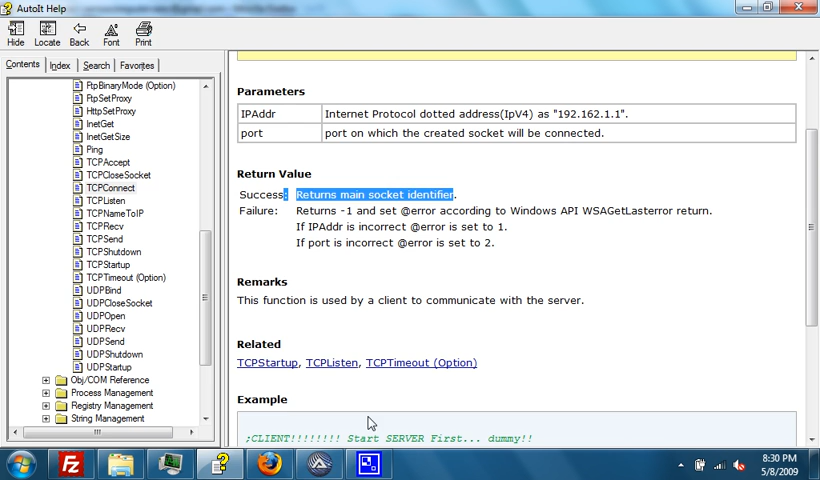 AutoIt Help
Hide
Locate
Back
Font
Print
Contents
Index
Search
Favorites
FtpBinaryMode (Option)
FtpSetProxy
HttpSetProxy
InetGet
InetGetSize
Ping
TCPAccept
TCPCloseSocket
TCPConnect
TCPListen
TCPNameToIP
TCPRecv
TCPSend
TCPShutdown
TCPStartup
TCPTimeout (Option)
UDPBind
UDPCloseSocket
UDPOpen
UDPRecv
UDPSend
UDPShutdown
UDPStartup
Obj/COM Reference
Process Management
Registry Management
String Management
Parameters
IPAddr Internet Protocol dotted address(IpV4) as "192.162.1.1".
port port on which the created socket will be connected.
Return Value
Success: Returns main socket identifier.
Failure: Returns -1 and set @error according to Windows API WSAGetLasterror return.
If IPAddr is incorrect @error is set to 1.
If port is incorrect @error is set to 2.
Remarks
This function is used by a client to communicate with the server.
Related
TCPStartup, TCPListen, TCPTimeout (Option)
Example
;CLIENT!!!!!!!! Start SERVER First... dummy!!
8:30 PM
5/8/2009